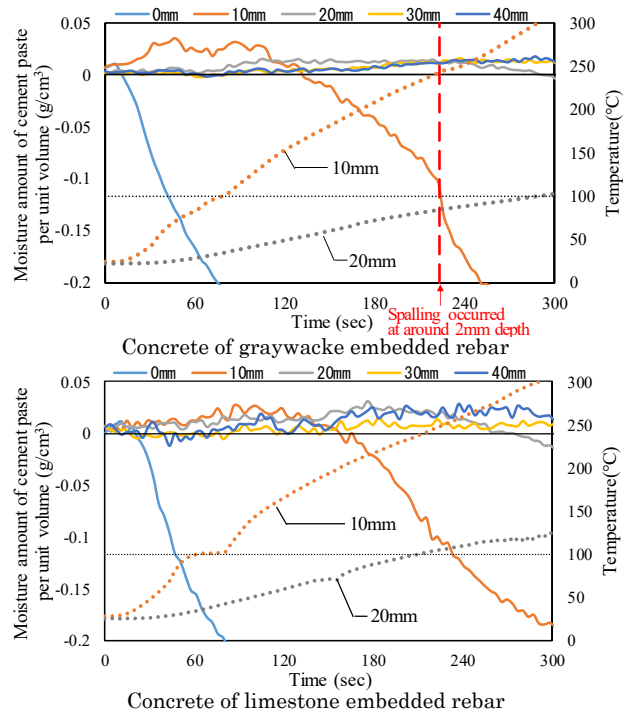 0mm 10mm 20mm 30mm 40mm
0.05
0
-0.05
-0.1
-0.15
-0.2
300
250
200
150
100
50
0
Moisture amount of cement paste
per unit volume (g/cm³)
Temperature(℃)
10mm
20mm
0 60 120 180 240 300
Time (sec)
Spalling occurred
at around 2mm depth
Concrete of graywacke embedded rebar
0mm 10mm 20mm 30mm 40mm
0.05
0
-0.05
-0.1
-0.15
-0.2
300
250
200
150
100
50
0
Moisture amount of cement paste
per unit volume (g/cm³)
Temperature(℃)
10mm
20mm
0 60 120 180 240 300
Time (sec)
Concrete of limestone embedded rebar